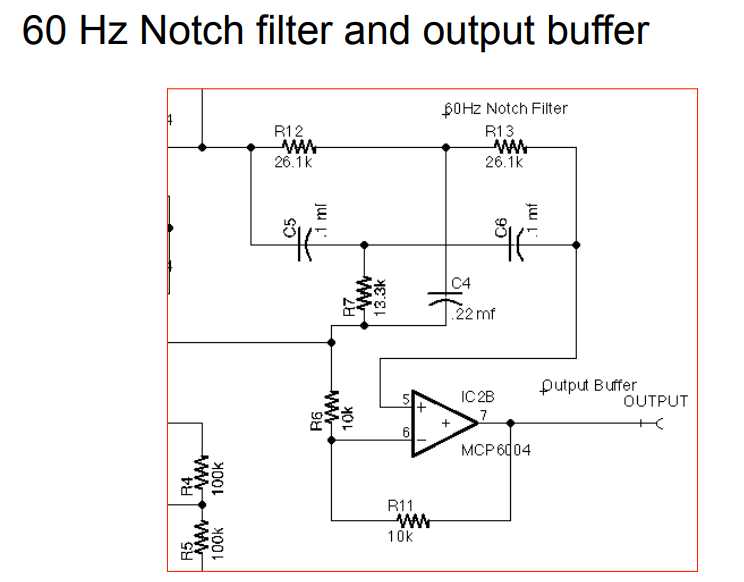 60 Hz Notch filter and output buffer
4
60Hz Notch Filter
R12
26.1k
R13
26.1k
C5
.1 mf
C6
.1 mf
4
R7
13.3k
C4
.22 mf
R6
10k
5
+
6
-
+
IC2B
7
MCP6004
Output Buffer
OUTPUT
R4
100k
R11
10k
R5
100k